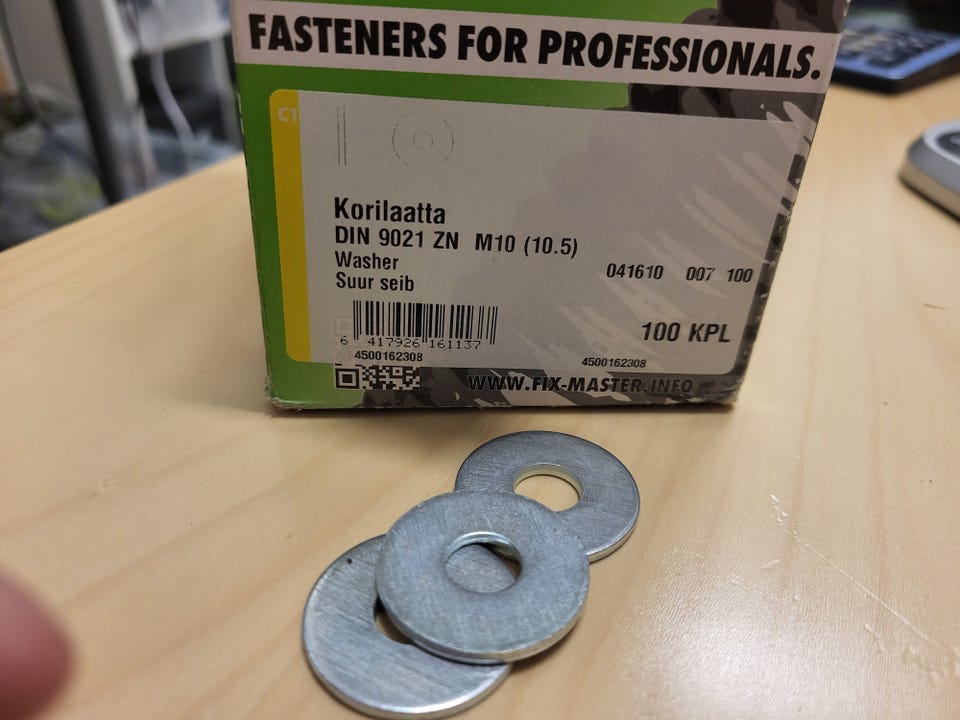 FASTENERS FOR PROFESSIONALS.
C1
Korilaatta
DIN 9021 ZN M10 (10.5)
Washer
041610 007 100
Suur seib
100 KPL
6 417926 161137
4500162308
4500162308
WWW.FIX-MASTER.INFO